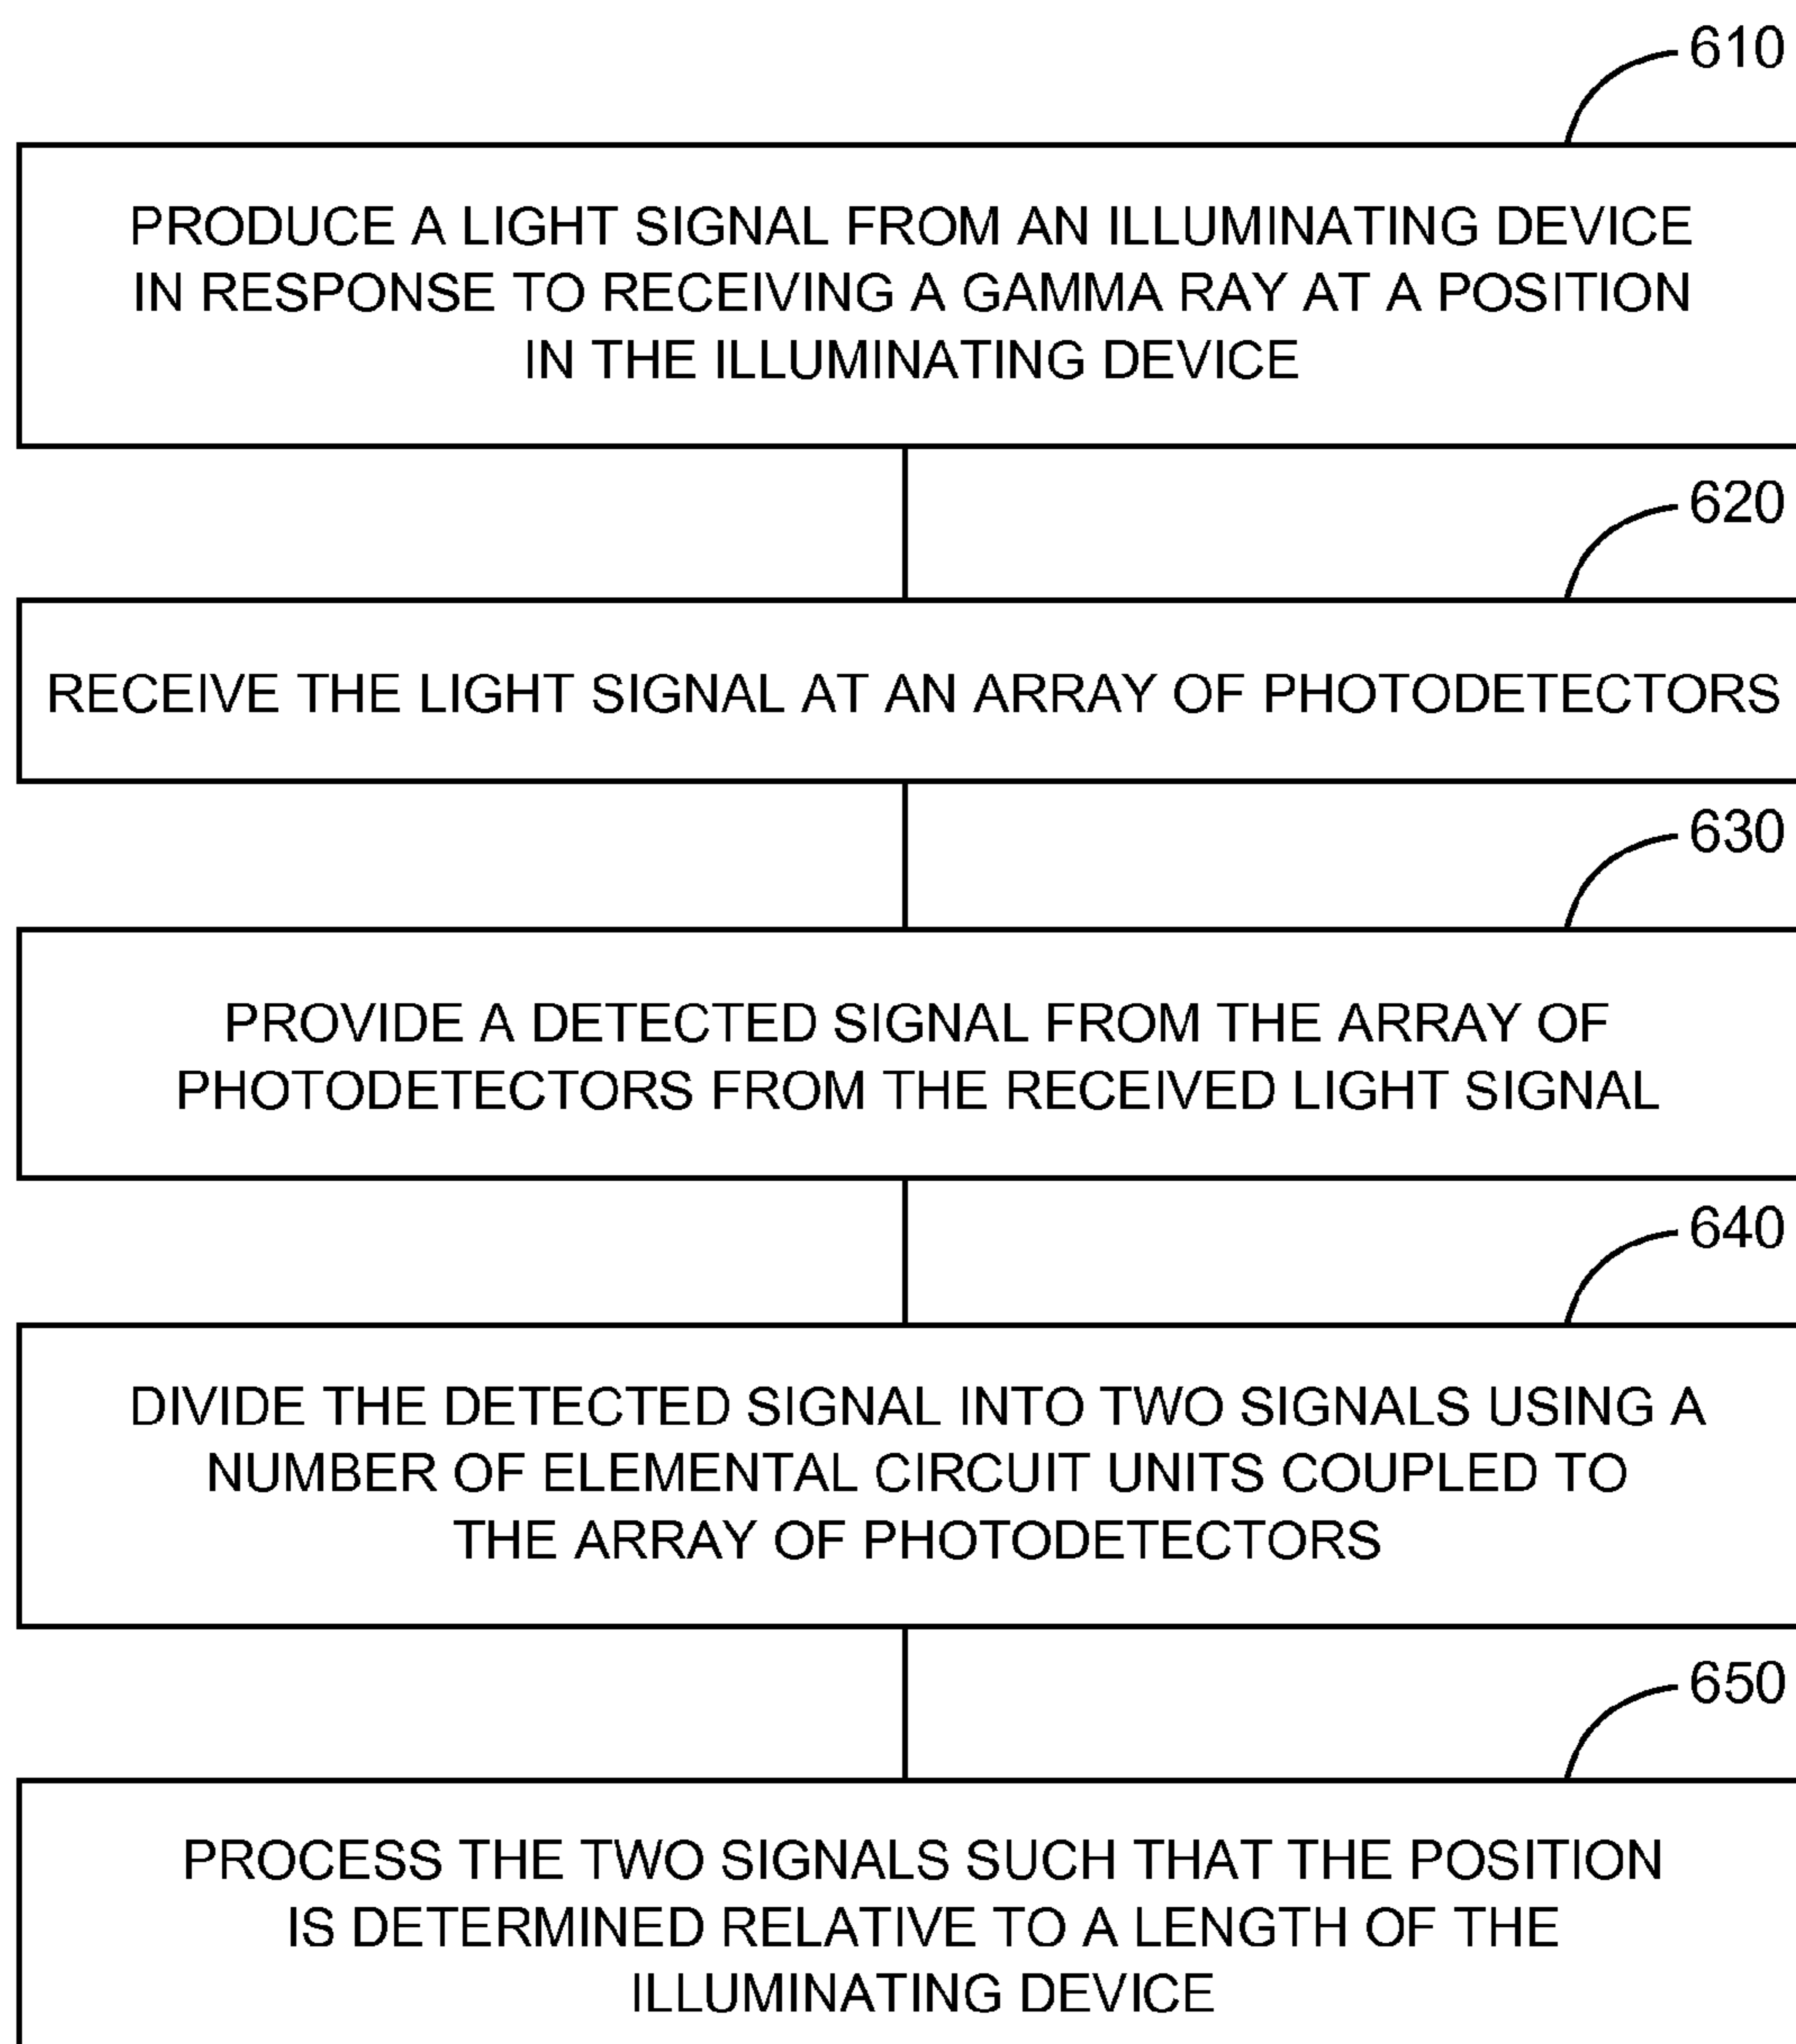 610
PRODUCE A LIGHT SIGNAL FROM AN ILLUMINATING DEVICE
IN RESPONSE TO RECEIVING A GAMMA RAY AT A POSITION
IN THE ILLUMINATING DEVICE
620
RECEIVE THE LIGHT SIGNAL AT AN ARRAY OF PHOTODETECTORS
630
PROVIDE A DETECTED SIGNAL FROM THE ARRAY OF
PHOTODETECTORS FROM THE RECEIVED LIGHT SIGNAL
640
DIVIDE THE DETECTED SIGNAL INTO TWO SIGNALS USING A
NUMBER OF ELEMENTAL CIRCUIT UNITS COUPLED TO
THE ARRAY OF PHOTODETECTORS
650
PROCESS THE TWO SIGNALS SUCH THAT THE POSITION
IS DETERMINED RELATIVE TO A LENGTH OF THE
ILLUMINATING DEVICE